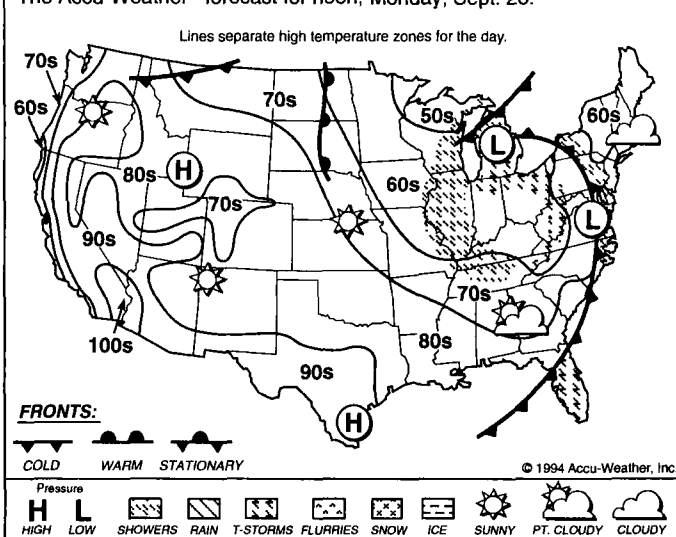 The Accu-Weather® forecast for noon, Monday, Sept. 26.
Lines separate high temperature zones for the day.
70s
60s
70s
50s
60s
80s
H
L
60s
70s
90s
L
70s
80s
100s
90s
H
FRONTS:
COLD WARM STATIONARY
© 1994 Accu-Weather, Inc.
Pressure
H L
HIGH LOW SHOWERS RAIN T-STORMS FLURRIES SNOW ICE SUNNY PT. CLOUDY CLOUDY